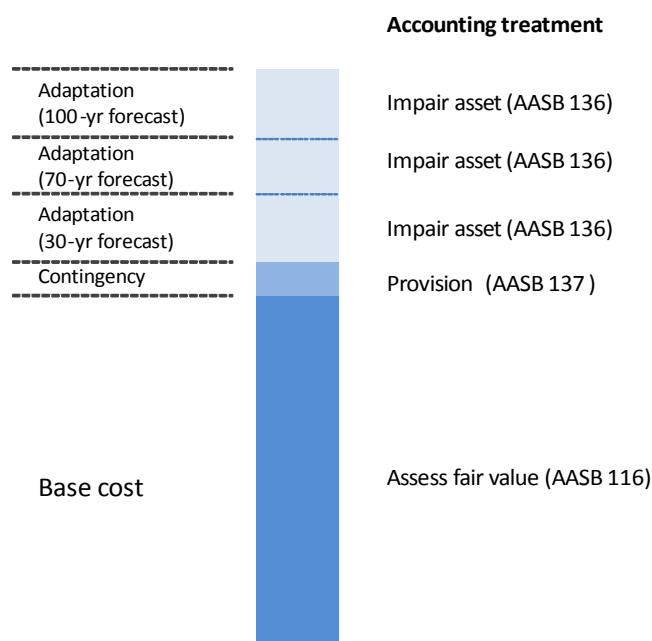 Accounting treatment
Adaptation
(100-yr forecast)
Impair asset (AASB 136)
Adaptation
(70-yr forecast)
Impair asset (AASB 136)
Adaptation
(30-yr forecast)
Impair asset (AASB 136)
Contingency
Provision (AASB 137)
Base cost
Assess fair value (AASB 116)